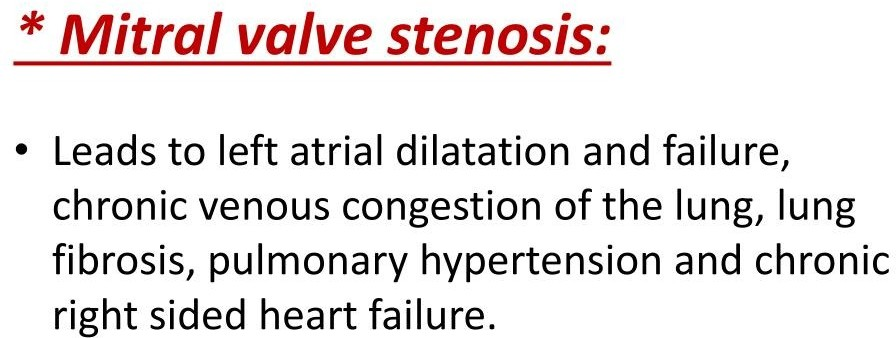 * Mitral valve stenosis:
• Leads to left atrial dilatation and failure,
chronic venous congestion of the lung, lung
fibrosis, pulmonary hypertension and chronic
right sided heart failure.